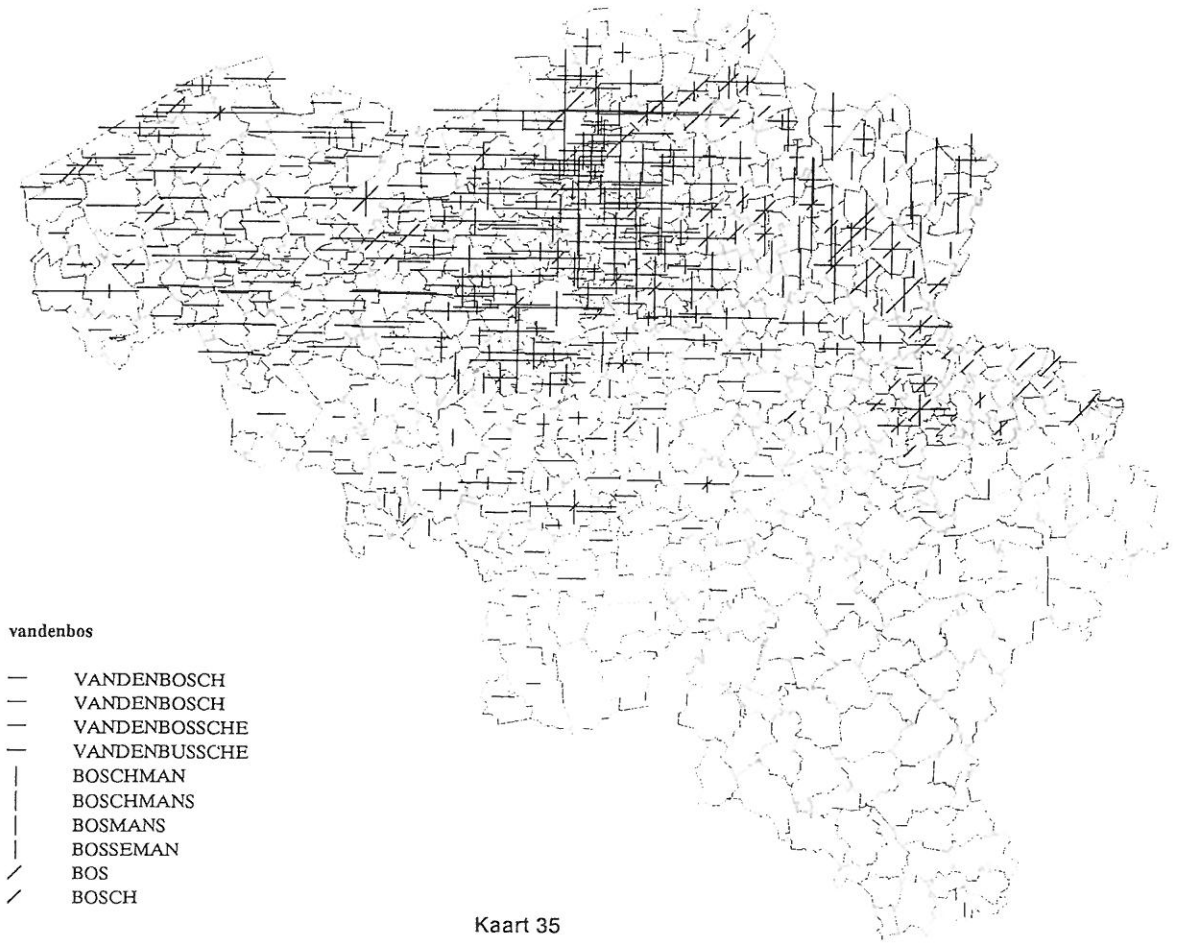 vandenbos
VANDENBOSCH
VANDENBOSCH
VANDENBOSSCHE
VANDENBUSSCHE
BOSCHMAN
BOSCHMANS
BOSMANS
BOSSEMAN
BOS
BOSCH
Kaart 35